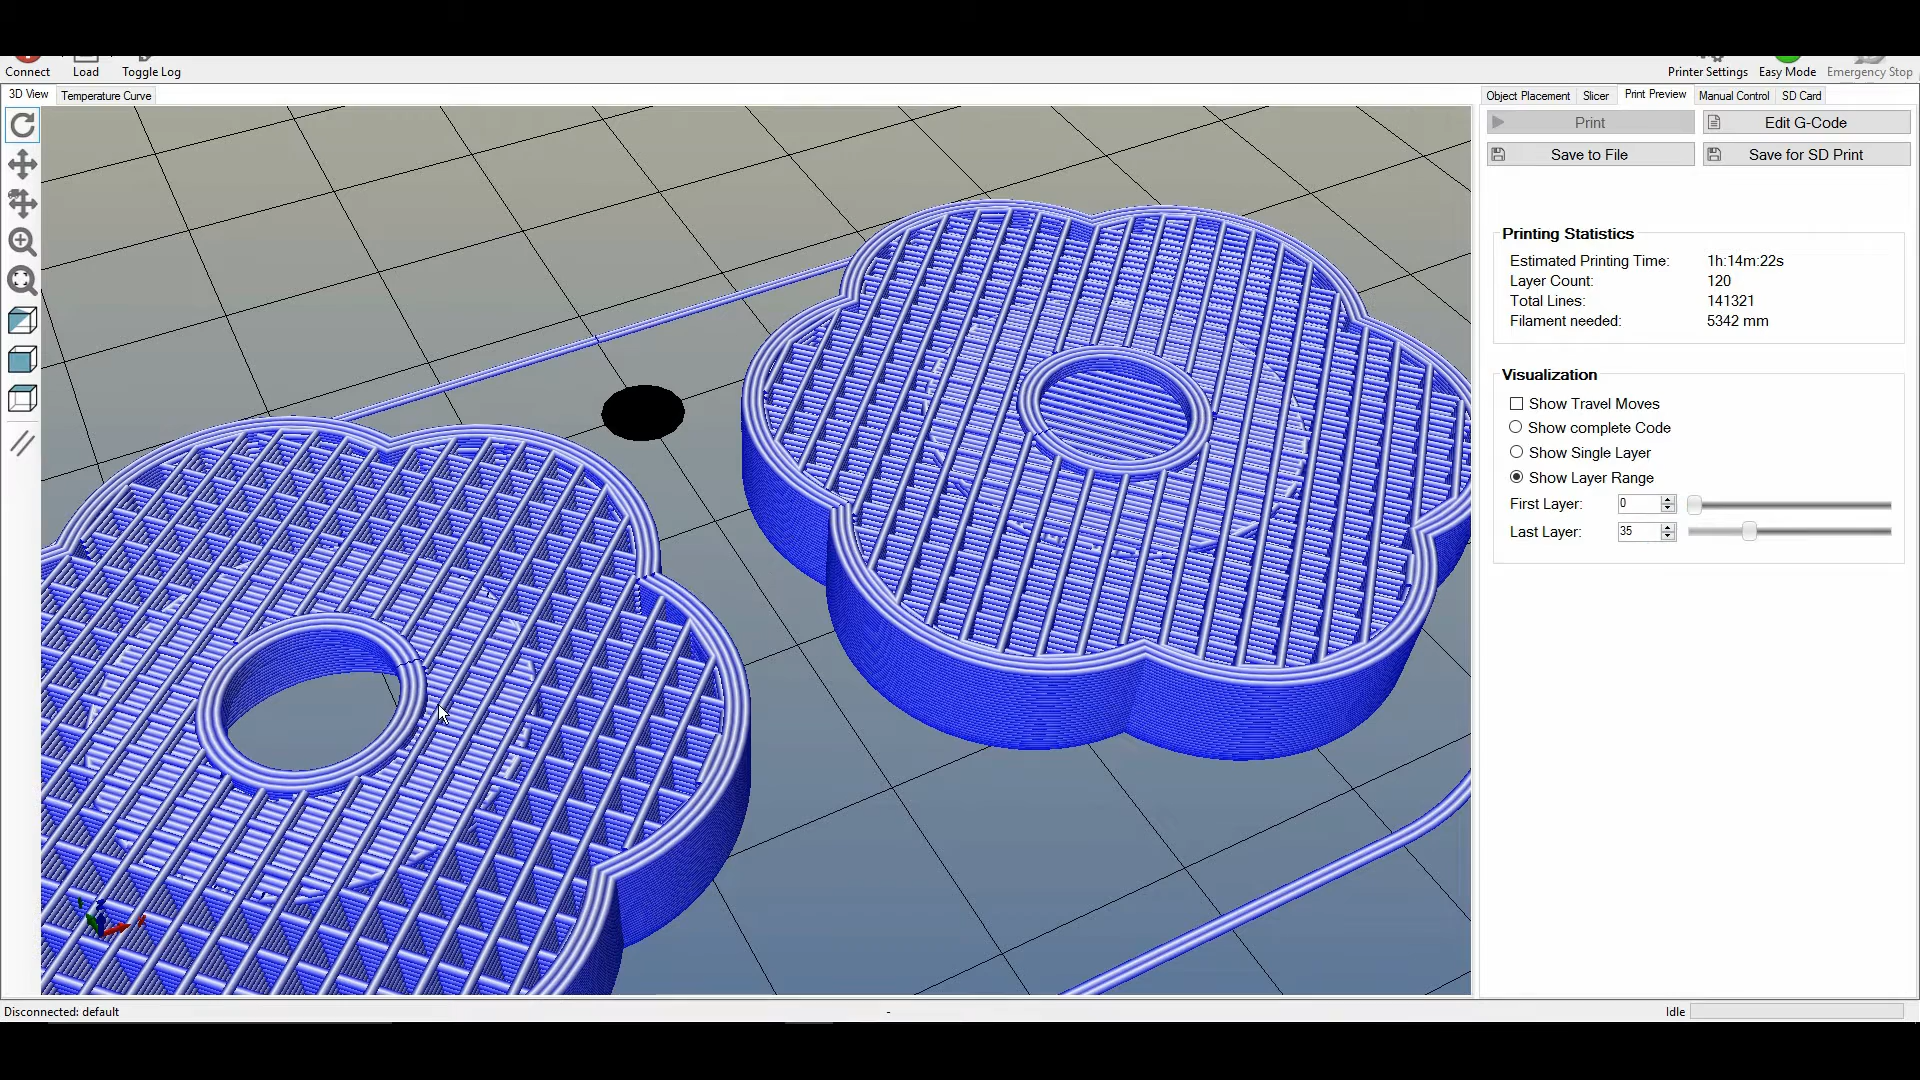 Connect Load Toggle Log Printer Settings Easy Mode Emergency Stop
3D View Temperature Curve Object Placement Slicer Print Preview Manual Control SD Card
Print Edit G-Code
Save to File Save for SD Print
Printing Statistics
Estimated Printing Time: 1h:14m:22s
Layer Count: 120
Total Lines: 141321
Filament needed: 5342 mm
Visualization
Show Travel Moves
Show complete Code
Show Single Layer
Show Layer Range
First Layer: 0
Last Layer: 35
Disconnected: default - Idle